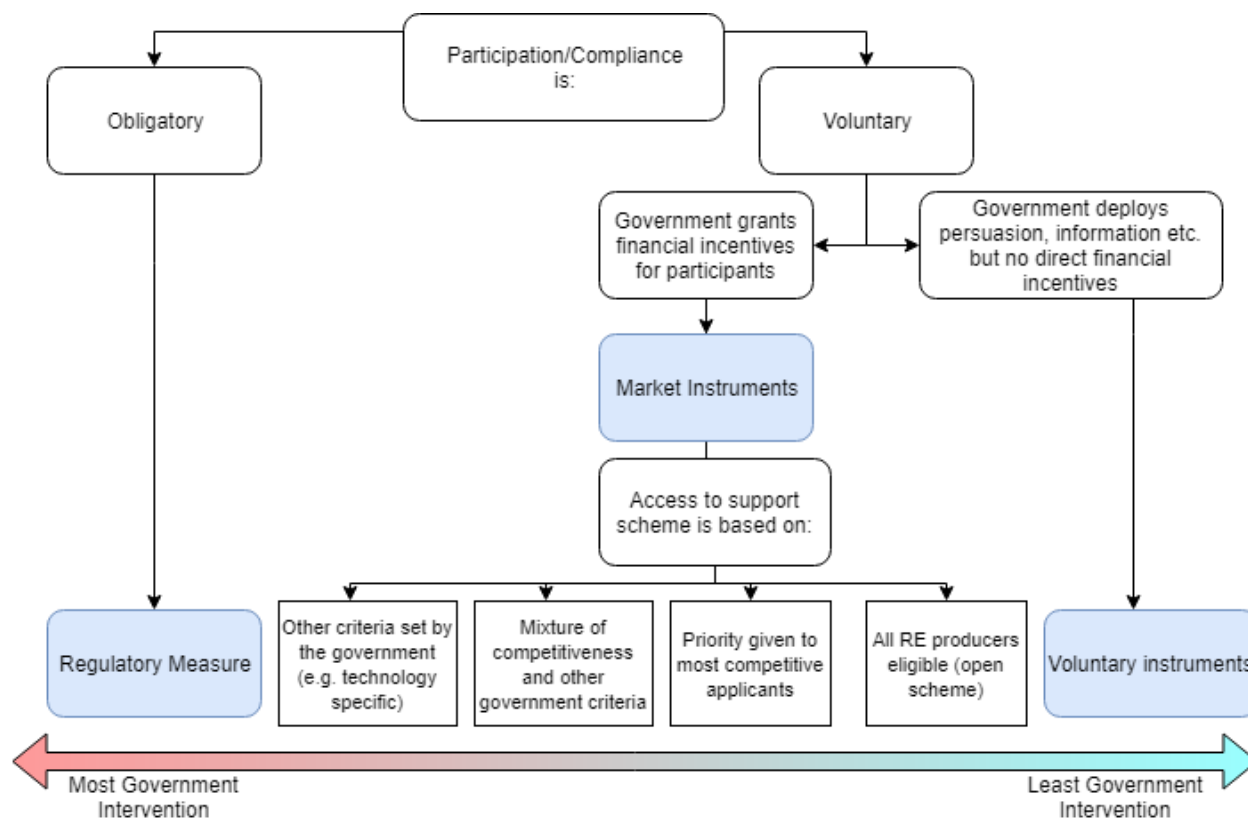 Participation/Compliance
is:
Obligatory
Voluntary
Government grants
financial incentives
for participants
Government deploys
persuasion, information etc.
but no direct financial
incentives
Market Instruments
Access to support
scheme is based on:
Regulatory Measure
Other criteria set by
the government
(e.g. technology
specific)
Mixture of
competitiveness
and other
government criteria
Priority given to
most competitive
applicants
All RE producers
eligible (open
scheme)
Voluntary instruments
Most Government
Intervention
Least Government
Intervention